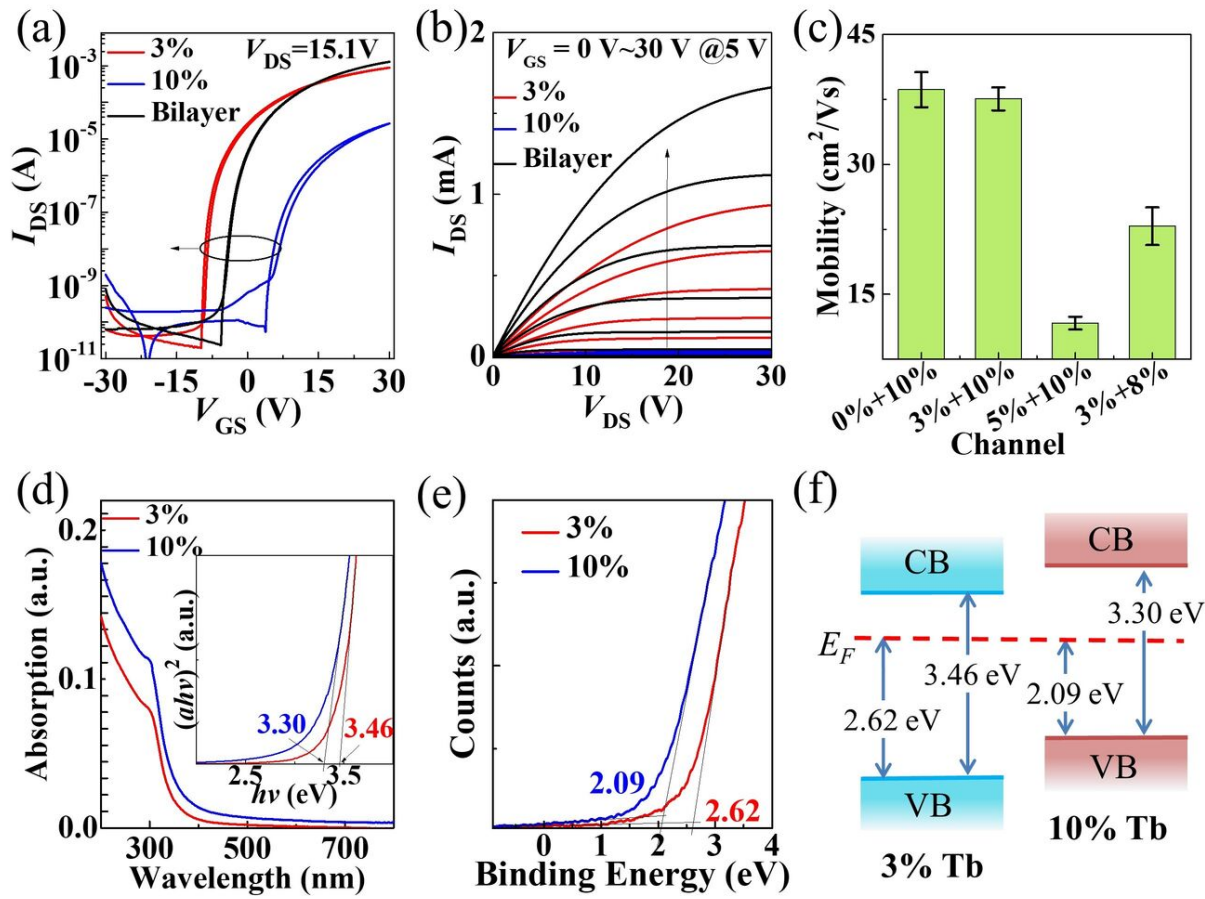 (a)
3%
10%
Bilayer
V_DS=15.1V
10^-3
10^-5
10^-7
10^-9
10^-11
I_DS (A)
-30 -15 0 15 30
V_GS (V)
(b)
V_GS = 0 V~30 V @5 V
3%
10%
Bilayer
2
1
0
I_DS (mA)
0 10 20 30
V_DS (V)
(c)
45
30
15
Mobility (cm²/Vs)
0%+10% 3%+10% 5%+10% 3%+8%
Channel
(d)
3%
10%
0.2
0.1
0.0
Absorption (a.u.)
300 500 700
Wavelength (nm)
(ahν)² (a.u.)
3.30 3.46
2.5 3.5
hν (eV)
(e)
3%
10%
2.09
2.62
Counts (a.u.)
0 1 2 3 4
Binding Energy (eV)
(f)
CB
CB
3.30 eV
E_F
3.46 eV
2.09 eV
2.62 eV
VB
VB
3% Tb
10% Tb